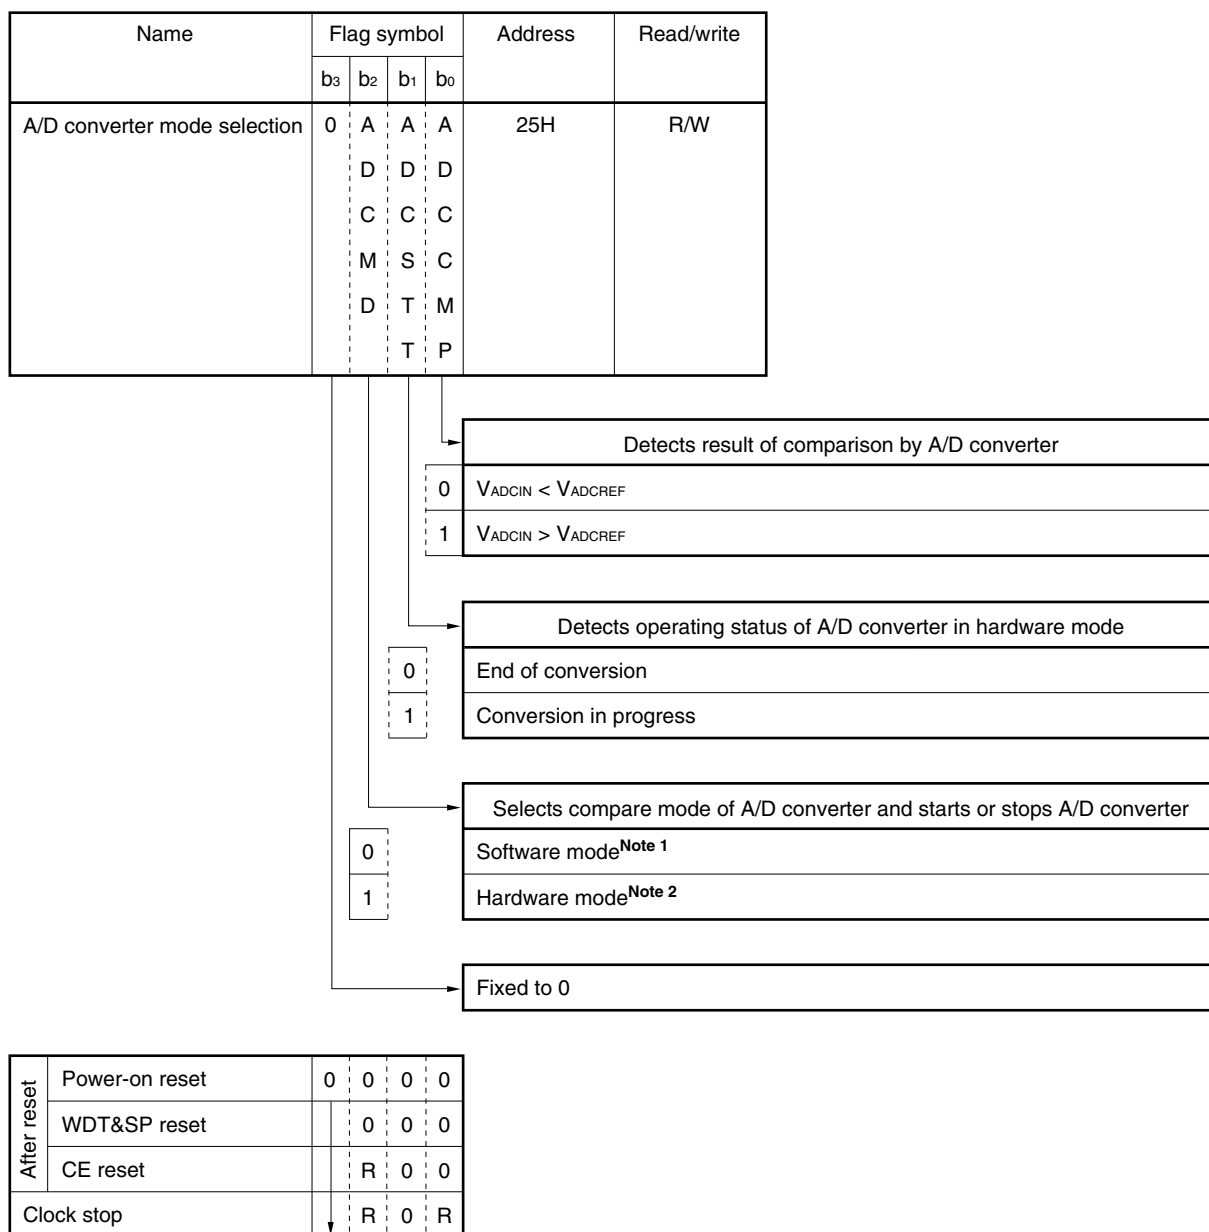 Name Flag symbol Address Read/write
b3 b2 b1 b0
A/D converter mode selection 0 A A A 25H R/W
D D D
C C C
M S C
D T M
T P
Detects result of comparison by A/D converter
0 VADCIN < VADCREF
1 VADCIN > VADCREF
Detects operating status of A/D converter in hardware mode
0 End of conversion
1 Conversion in progress
Selects compare mode of A/D converter and starts or stops A/D converter
0 Software modeNote 1
1 Hardware modeNote 2
Fixed to 0
After reset
Power-on reset 0 0 0 0
WDT&SP reset 0 0 0
CE reset R 0 0
Clock stop R 0 R